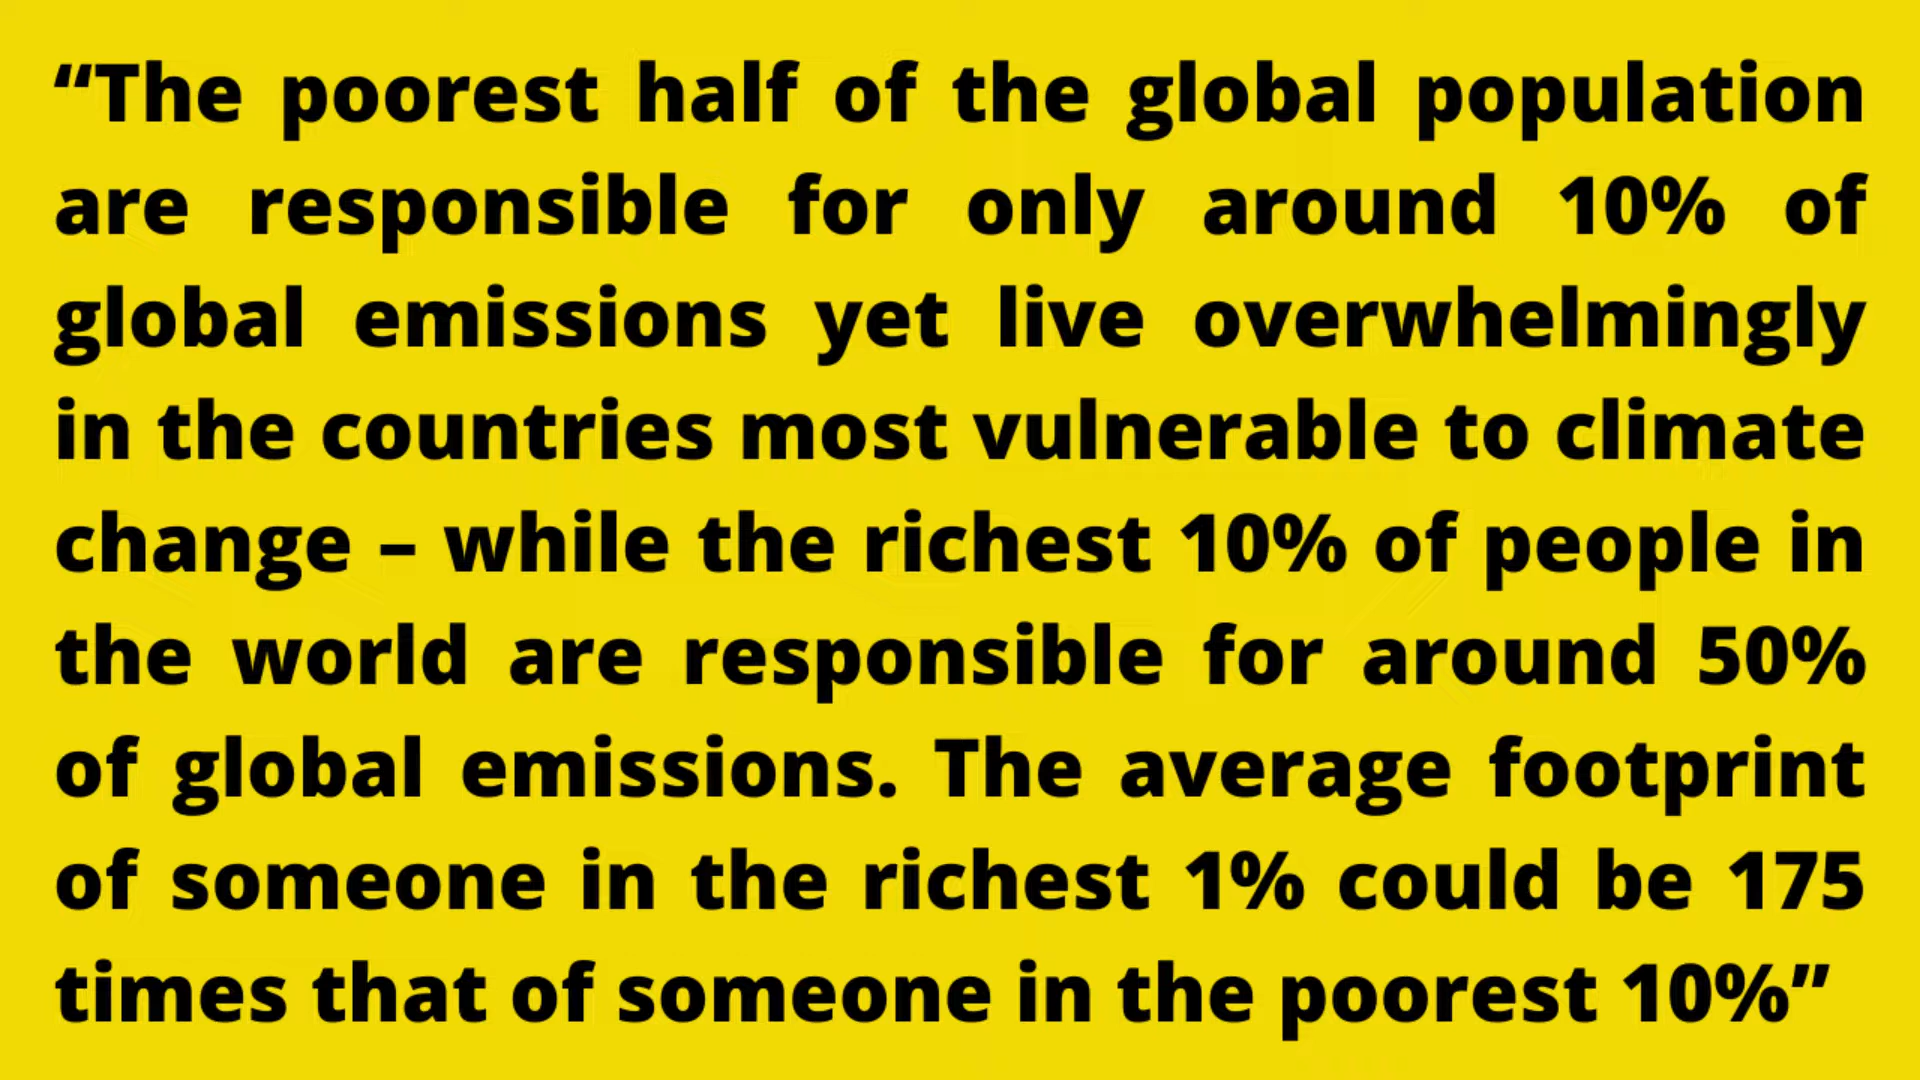 “The poorest half of the global population
are responsible for only around 10% of
global emissions yet live overwhelmingly
in the countries most vulnerable to climate
change – while the richest 10% of people in
the world are responsible for around 50%
of global emissions. The average footprint
of someone in the richest 1% could be 175
times that of someone in the poorest 10%”